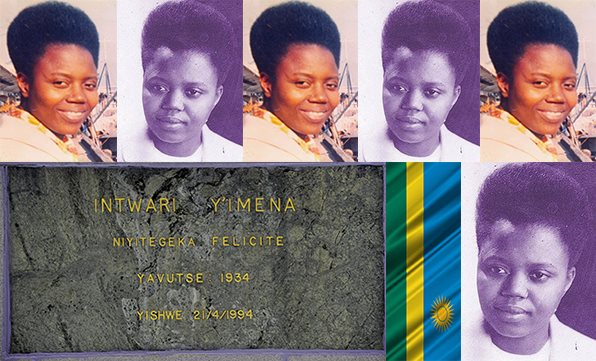 INTWARI Y'IMENA
NIYITEGEKA FELICITE
YAVUTSE 1934
YISHWE 21/4/1994